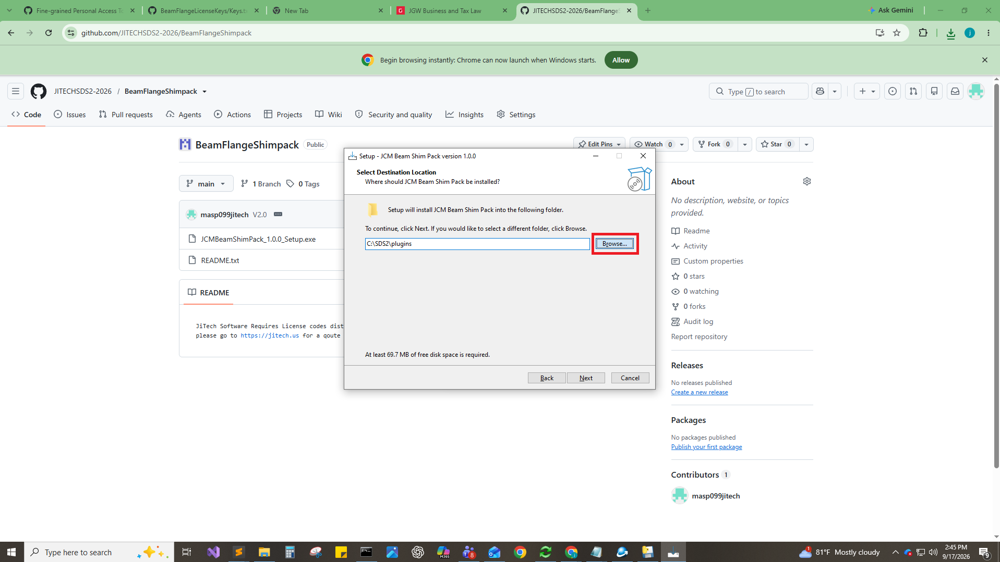 Fine-grained Personal Access To
BeamFlangeLicenseKeys/Keys.tx
New Tab
JGW Business and Tax Law
JITECHSDS2-2026/BeamFlangeS
Ask Gemini
github.com/JITECHSDS2-2026/BeamFlangeShimpack
j
Begin browsing instantly: Chrome can now launch when Windows starts.
Allow
JITECHSDS2-2026 / BeamFlangeShimpack
Type / to search
Code
Issues
Pull requests
Agents
Actions
Projects
Wiki
Security and quality
Insights
Settings
BeamFlangeShimpack
Public
Edit Pins
Watch 0
Fork 0
Star 0
main
1 Branch
0 Tags
masp099jitech V2.0
JCMBeamShimPack_1.0.0_Setup.exe
README.txt
README
JiTech Software Requires License codes dist
please go to https://jitech.us for a qoute
Setup - JCM Beam Shim Pack version 1.0.0
Select Destination Location
Where should JCM Beam Shim Pack be installed?
Setup will install JCM Beam Shim Pack into the following folder.
To continue, click Next. If you would like to select a different folder, click Browse.
C:\SDS2\plugins
Browse...
At least 69.7 MB of free disk space is required.
Back
Next
Cancel
About
No description, website, or topics
provided.
Readme
Activity
Custom properties
0 stars
0 watching
0 forks
Audit log
Report repository
Releases
No releases published
Create a new release
Packages
No packages published
Publish your first package
Contributors 1
masp099jitech
Type here to search
M365
8
j
1
81°F Mostly cloudy
2:45 PM
9/17/2026
9